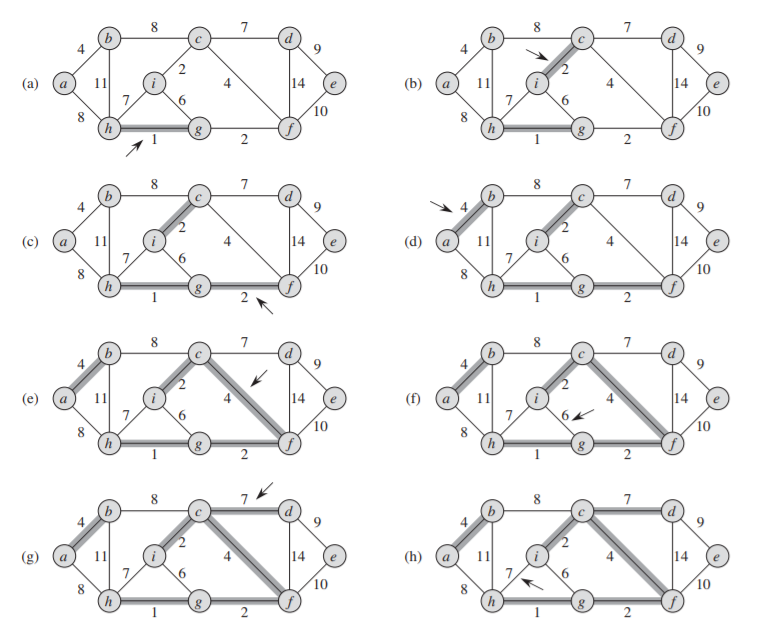 8 7 8 7
b c d b c d
4 9 4 9
2 2
(a) a 11 i 4 14 e (b) a 11 i 4 14 e
7 6 7 6
8 10 8 10
h g f h g f
1 2 1 2
8 7 8 7
b c d b c d
4 9 4 9
2 2
(c) a 11 i 4 14 e (d) a 11 i 4 14 e
7 6 7 6
8 10 8 10
h g f h g f
1 2 1 2
8 7 8 7
b c d b c d
4 9 4 9
2 2
(e) a 11 i 4 14 e (f) a 11 i 4 14 e
7 6 7 6
8 10 8 10
h g f h g f
1 2 1 2
8 7 8 7
b c d b c d
4 9 4 9
2 2
(g) a 11 i 4 14 e (h) a 11 i 4 14 e
7 6 7 6
8 10 8 10
h g f h g f
1 2 1 2